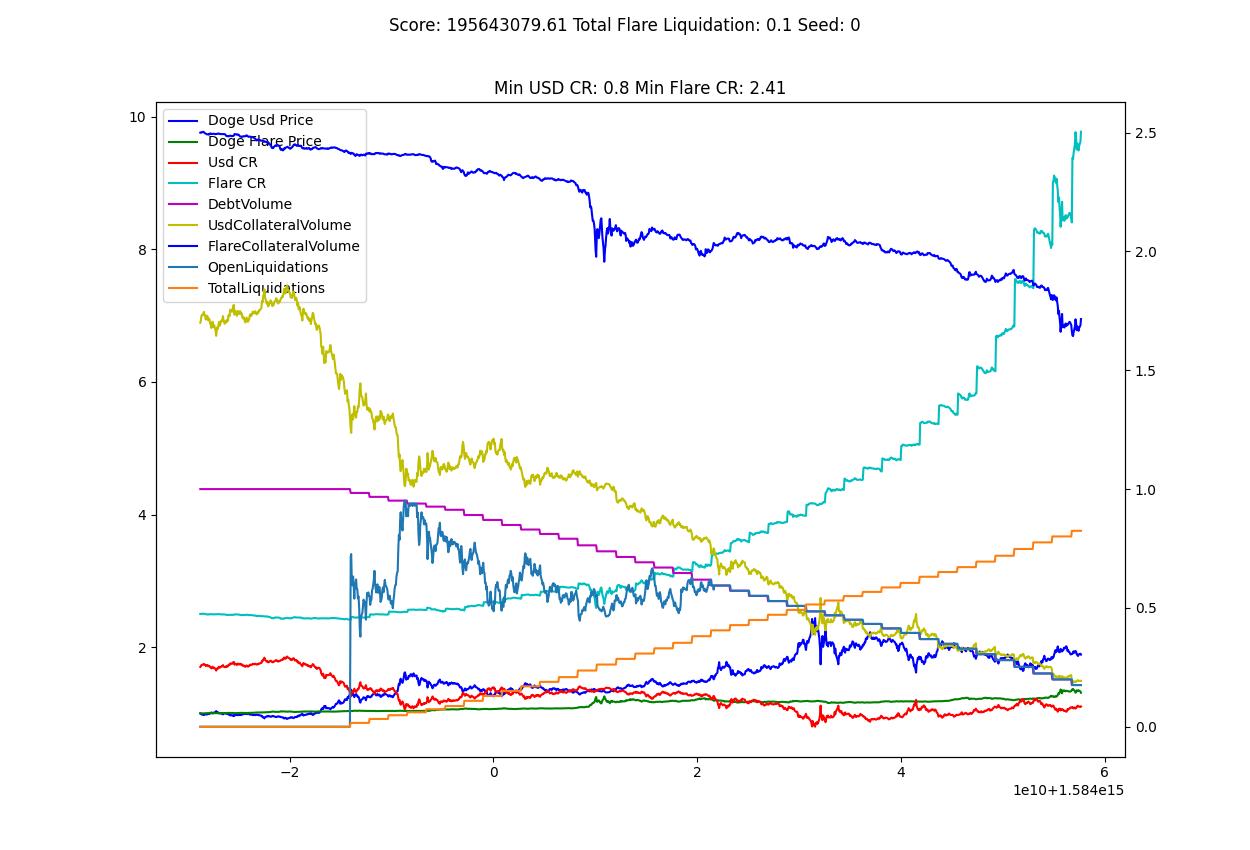 Score: 195643079.61 Total Flare Liquidation: 0.1 Seed: 0
Min USD CR: 0.8 Min Flare CR: 2.41
Doge Usd Price
Doge Flare Price
Usd CR
Flare CR
DebtVolume
UsdCollateralVolume
FlareCollateralVolume
OpenLiquidations
TotalLiquidations
10
8
6
4
2
2.5
2.0
1.5
1.0
0.5
0.0
−2 0 2 4 6
1e10+1.584e15